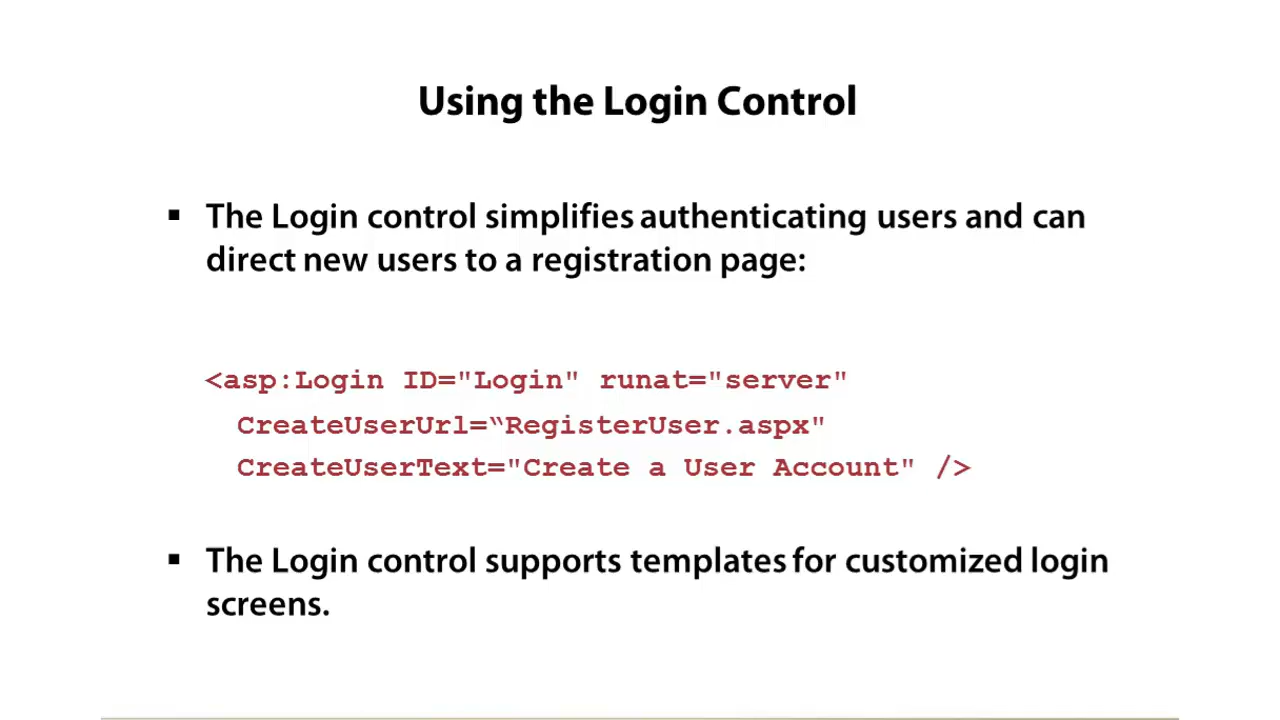 Using the Login Control
▪ The Login control simplifies authenticating users and can
direct new users to a registration page:
<asp:Login ID="Login" runat="server"
CreateUserUrl=“RegisterUser.aspx"
CreateUserText="Create a User Account" />
▪ The Login control supports templates for customized login
screens.